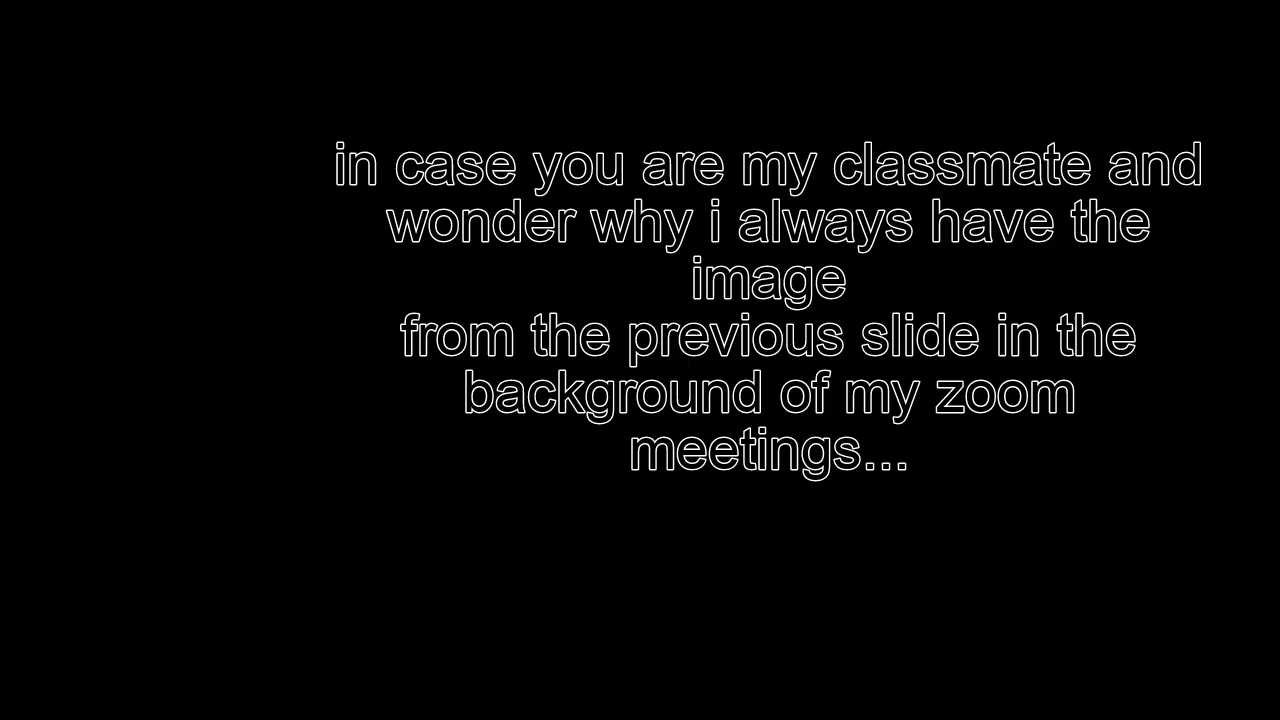 in case you are my classmate and
wonder why i always have the
image
from the previous slide in the
background of my zoom
meetings...